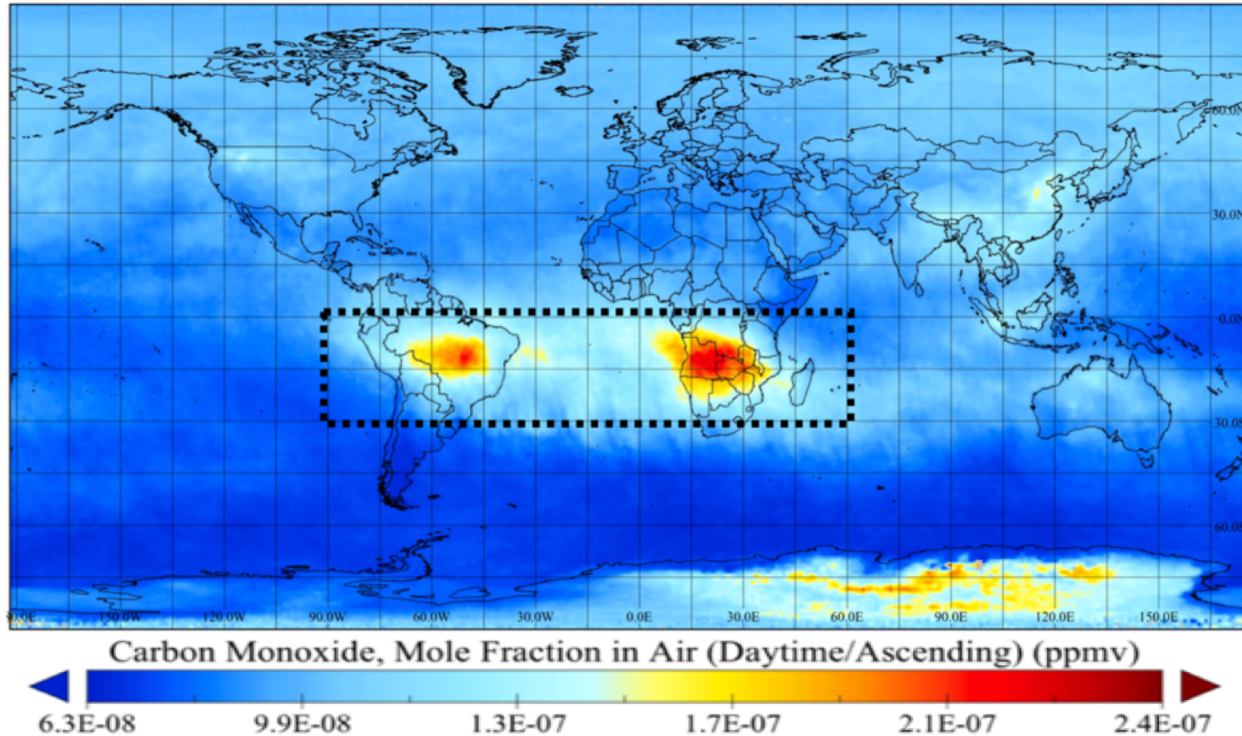 60.0N
30.0N
0.0N
30.0S
60.0S
150.0W 120.0W 90.0W 60.0W 30.0W 0.0E 30.0E 60.0E 90.0E 120.0E 150.0E
Carbon Monoxide, Mole Fraction in Air (Daytime/Ascending) (ppmv)
6.3E-08 9.9E-08 1.3E-07 1.7E-07 2.1E-07 2.4E-07